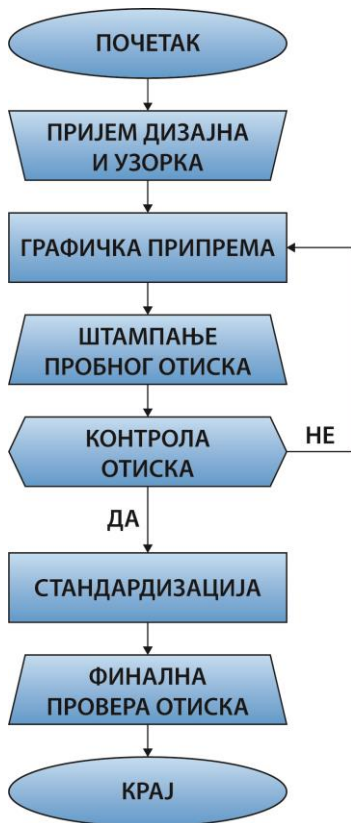 ПОЧЕТАК
ПРИЈЕМ ДИЗАЈНА
И УЗОРКА
ГРАФИЧКА ПРИПРЕМА
ШТАМПАЊЕ
ПРОБНОГ ОТИСКА
КОНТРОЛА
ОТИСКА
НЕ
ДА
СТАНДАРДИЗАЦИЈА
ФИНАЛНА
ПРОВЕРА ОТИСКА
КРАЈ